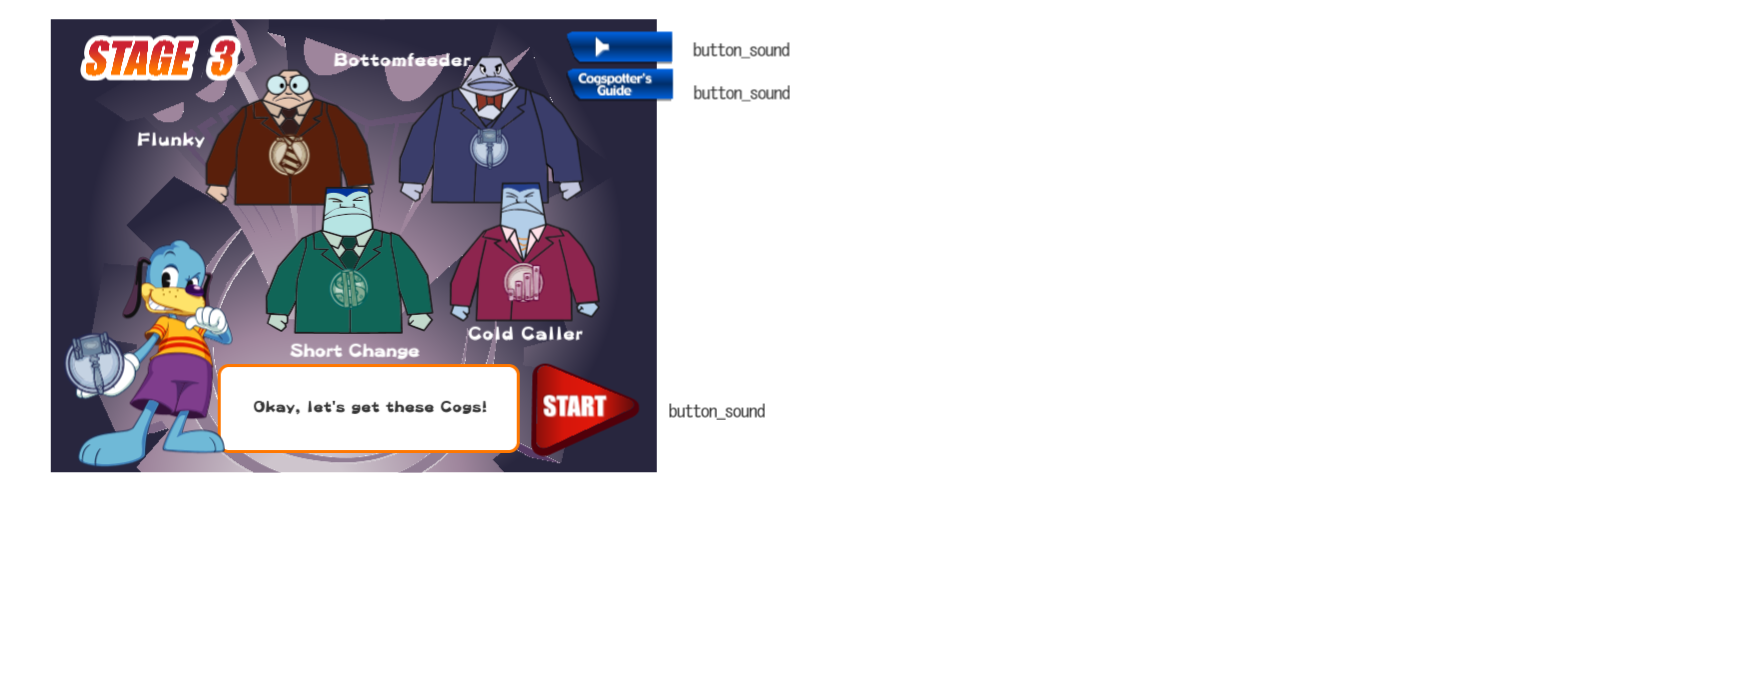 STAGE 3
Bottomfeeder
button_sound
Cogspotter's
Guide
button_sound
Flunky
Cold Caller
Short Change
Okay, let's get these Cogs!
START
button_sound